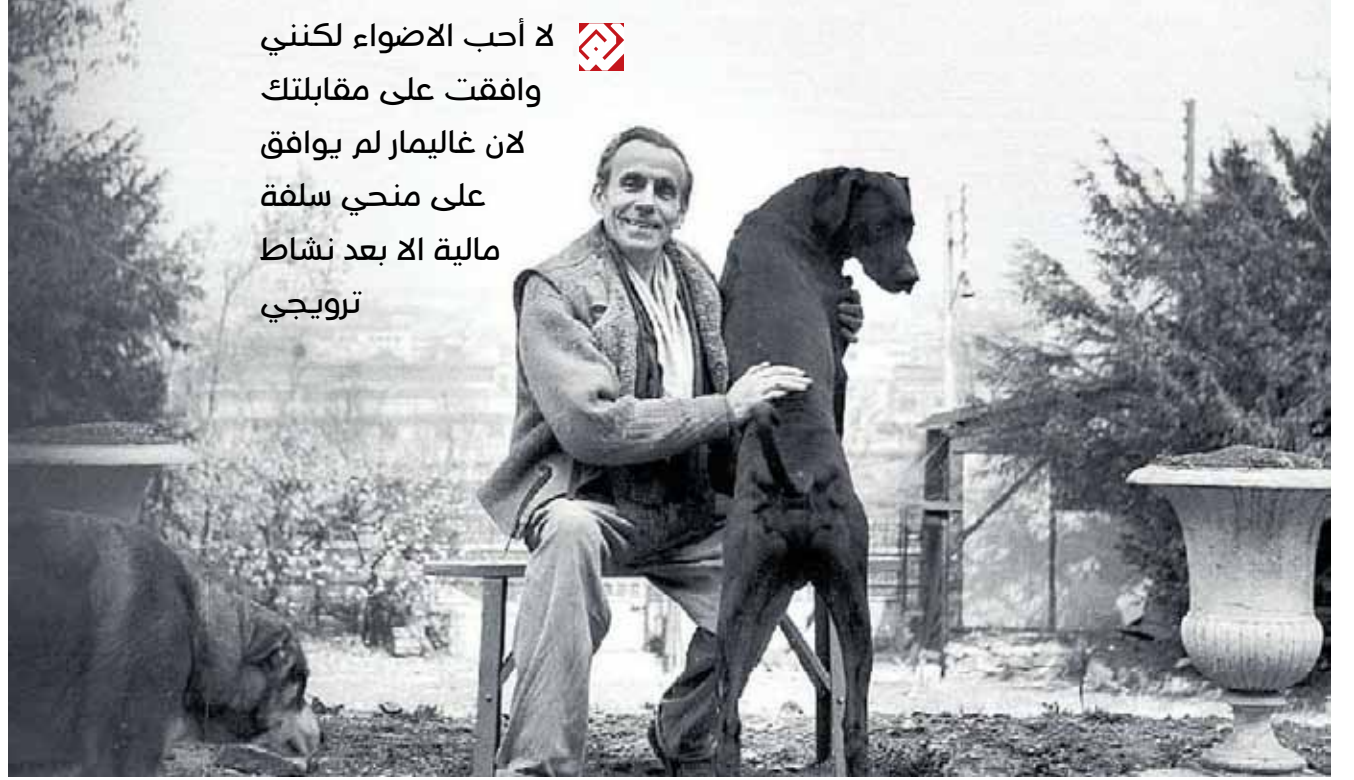 لا أحب الاضواء لكنني
وافقت على مقابلتك
لان غاليمار لم يوافق
على منحي سلفة
مالية الا بعد نشاط
ترويجي